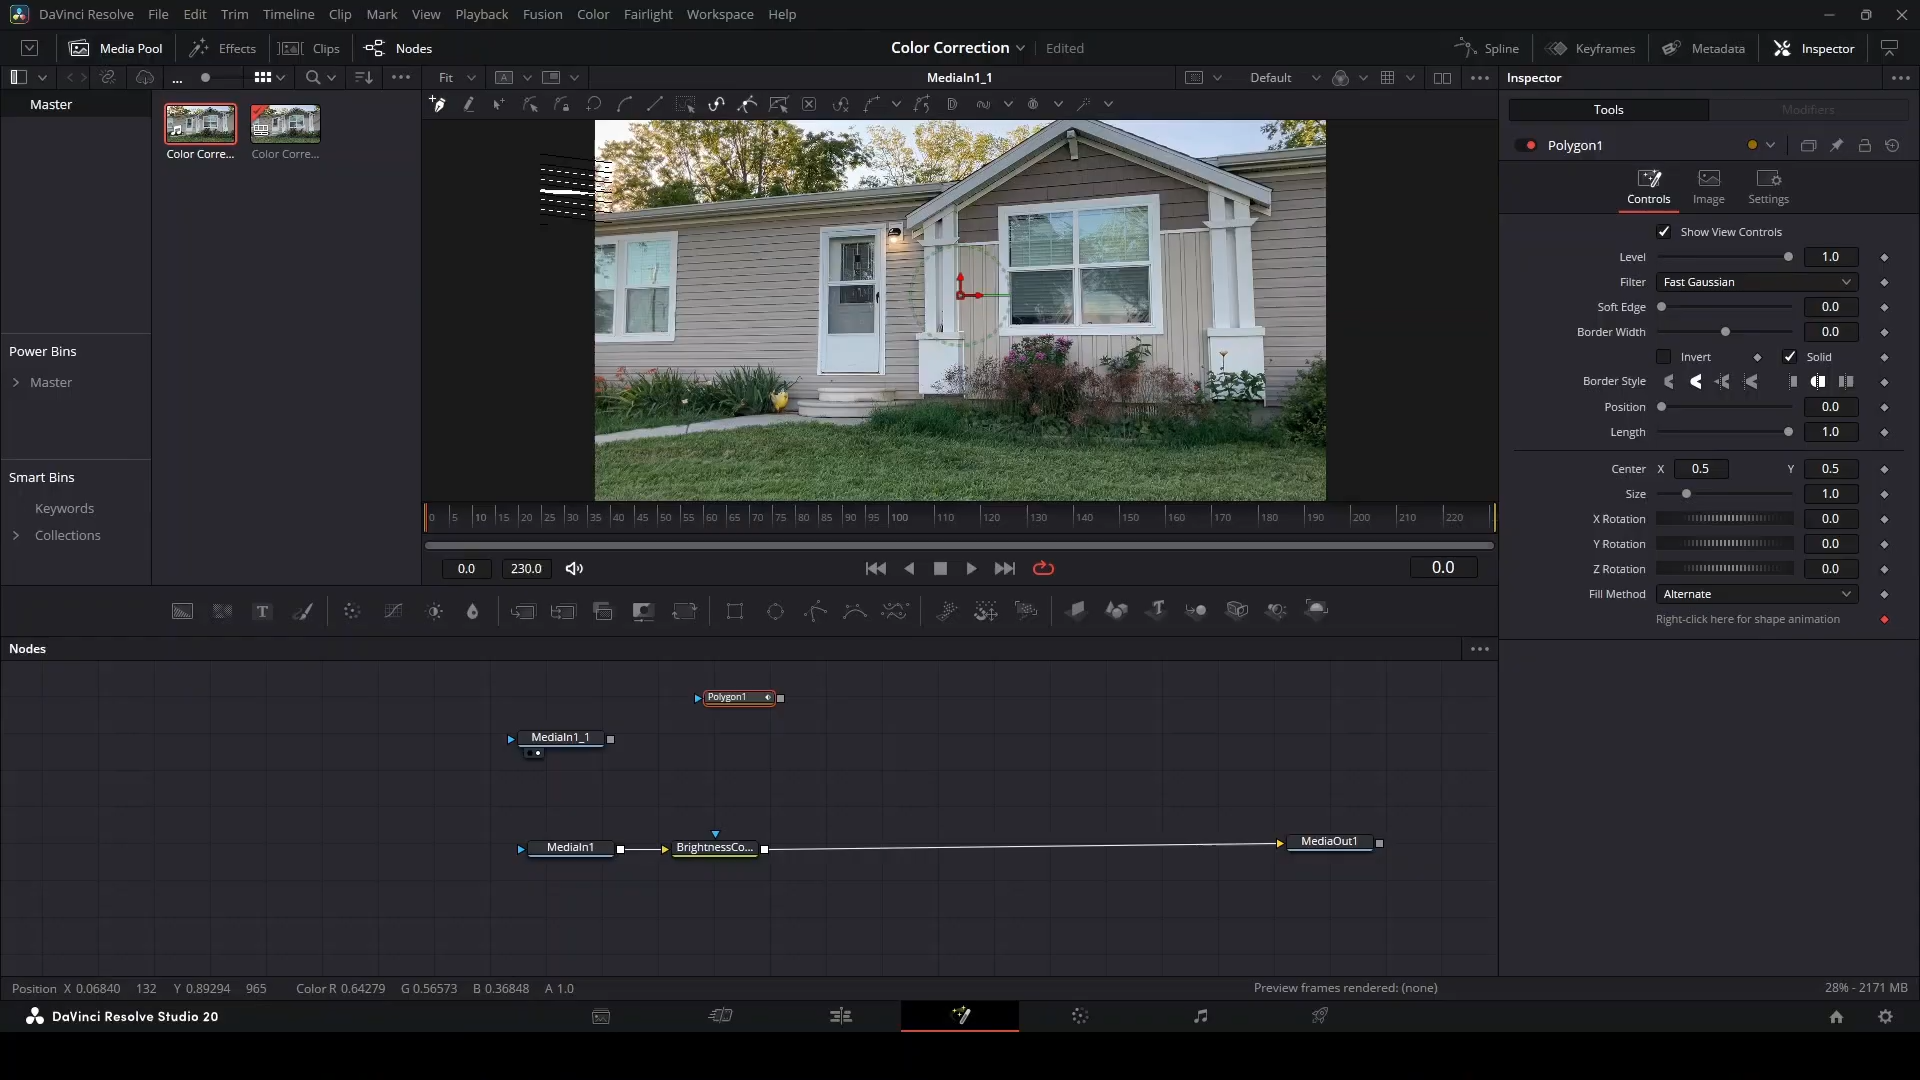 DaVinci Resolve File Edit Trim Timeline Clip Mark View Playback Fusion Color Fairlight Workspace Help
Media Pool Effects Clips Nodes Color Correction Edited Spline Keyframes Metadata Inspector
... Fit A MediaIn1_1 Default ••• Inspector •••
Master
Color Corre...
Color Corre...
Tools Modifiers
Polygon1
Controls Image Settings
Show View Controls
Level 1.0
Filter Fast Gaussian
Soft Edge 0.0
Border Width 0.0
Invert Solid
Border Style
Position 0.0
Length 1.0
Center X 0.5 Y 0.5
Size 1.0
X Rotation 0.0
Y Rotation 0.0
Z Rotation 0.0
Fill Method Alternate
Right-click here for shape animation
Power Bins
Master
Smart Bins
Keywords
Collections
0 5 10 15 20 25 30 35 40 45 50 55 60 65 70 75 80 85 90 95 100 110 120 130 140 150 160 170 180 190 200 210 220
0.0 230.0 0.0
T
Nodes
Polygon1
MediaIn1_1
MediaIn1 BrightnessCo... MediaOut1
Position X 0.06840 132 Y 0.89294 965 Color R 0.64279 G 0.56573 B 0.36848 A 1.0 Preview frames rendered: (none) 28% - 2171 MB
DaVinci Resolve Studio 20